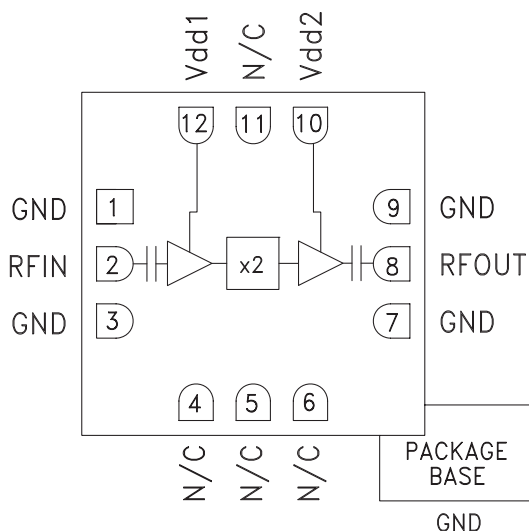 Vdd1
N/C
Vdd2
12
11
10
GND
1
9
GND
RFIN
2
x2
8
RFOUT
GND
3
7
GND
4
5
6
N/C
N/C
N/C
PACKAGE
BASE
GND